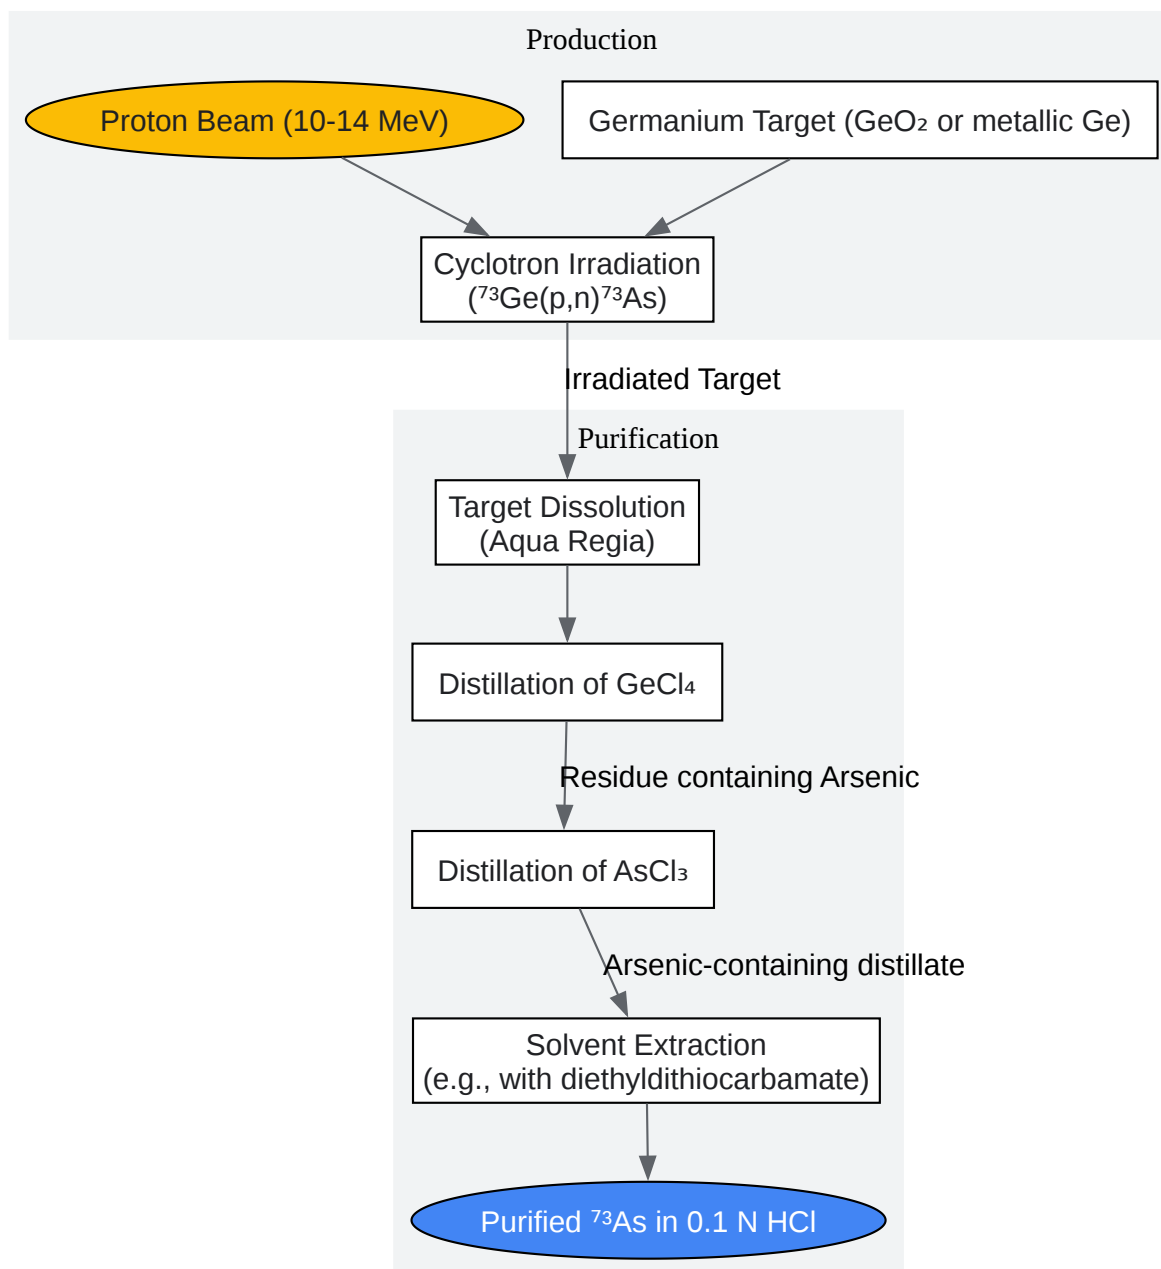 Production
Proton Beam (10-14 MeV)
Germanium Target (GeO₂ or metallic Ge)
Cyclotron Irradiation
(⁷³Ge(p,n)⁷³As)
Irradiated Target
Purification
Target Dissolution
(Aqua Regia)
Distillation of GeCl₄
Residue containing Arsenic
Distillation of AsCl₃
Arsenic-containing distillate
Solvent Extraction
(e.g., with diethyldithiocarbamate)
Purified ⁷³As in 0.1 N HCl